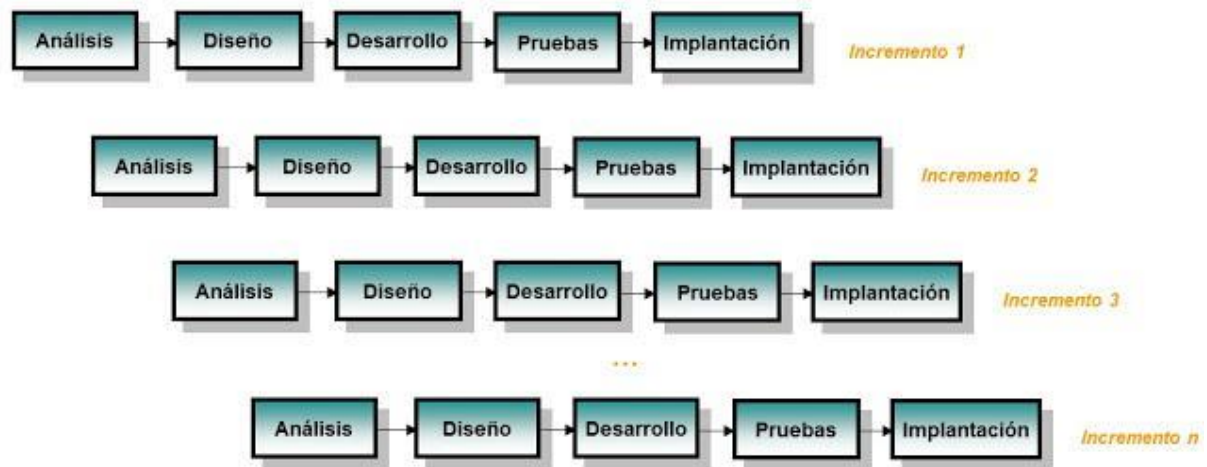 Análisis Diseño Desarrollo Pruebas Implantación Incremento 1
Análisis Diseño Desarrollo Pruebas Implantación Incremento 2
Análisis Diseño Desarrollo Pruebas Implantación Incremento 3
...
Análisis Diseño Desarrollo Pruebas Implantación Incremento n